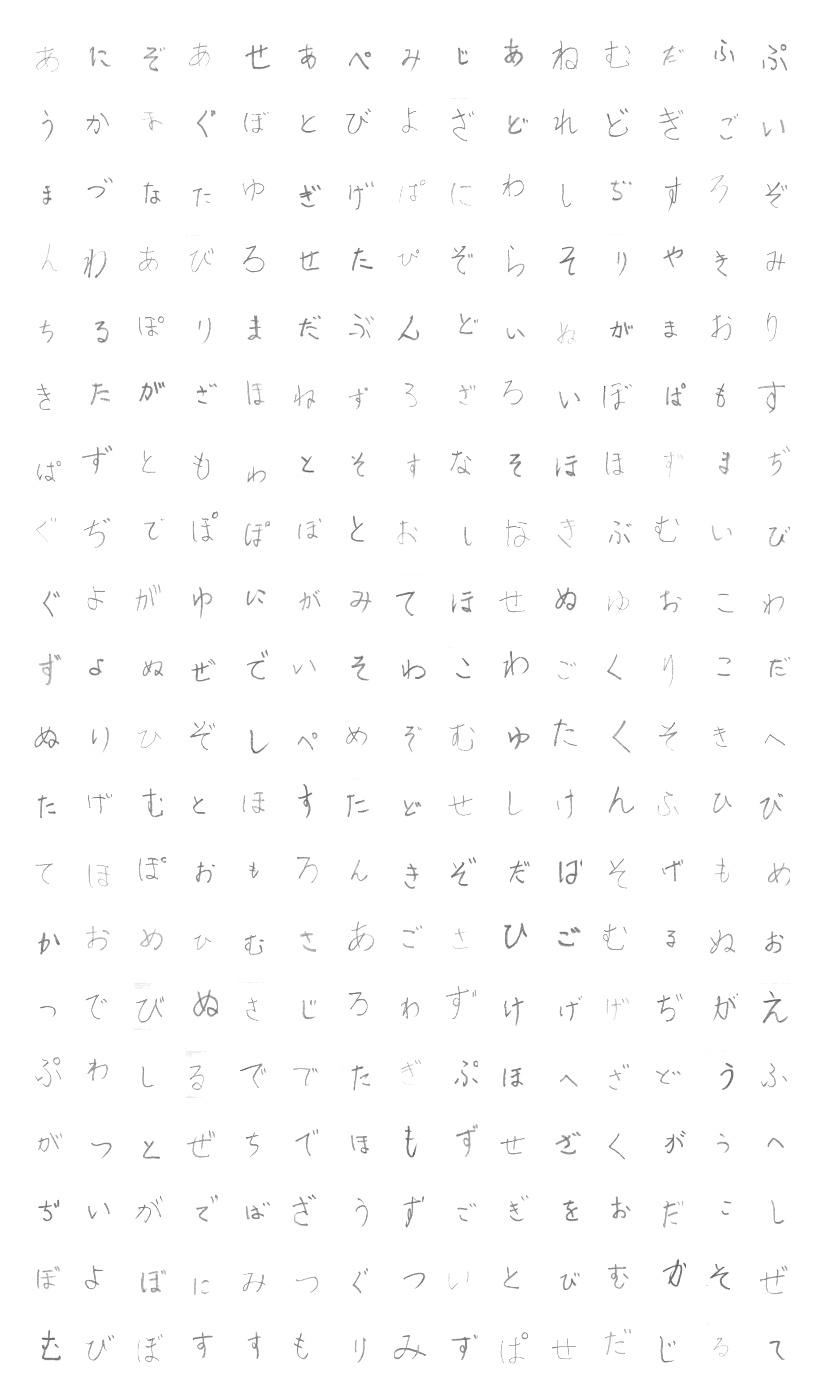 あにぞあせあぺみじあねむだふぷ
うかまぐぼとびよざどれどぎごい
まづなたゆぎげぱにわしぢすろぞ
んわあびろせたぴぞらそりやきみ
ちるぽりまだぶんどいぬがまおり
きたがざほねずろざろいぼぱもす
ぱずともわとそすなそほほずまぢ
ぐぢでぽぽぼとおしなきぶむいび
ぐよがゆにがみてほせぬゆおこわ
ずよぬぜでいそわこわごくりこだ
ぬりひぞしぺめぞむゆたくそきへ
たげむとほすたどせしけんふひび
てほぽおもろんきぞだばそげもめ
かおめひむさあごさひごむるぬお
つでびぬさじろわずけげげぢがえ
ぷわしるででたぎぷほへざどうふ
がつとぜちでほもずせざくがうへ
ぢいがでばざうずごぎをおだこし
ぼよぼにみつぐついとびむかそぜ
むびぼすすもりみずぱせだじるて